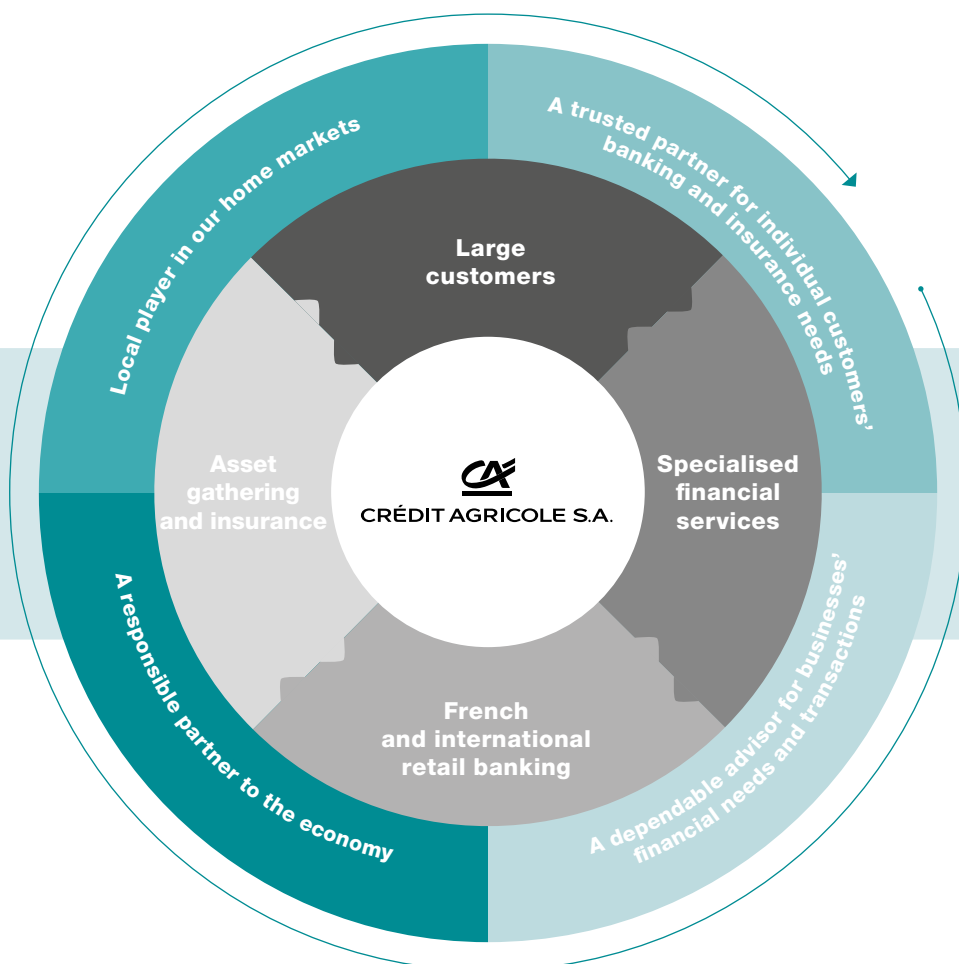 Local player in our home markets
A trusted partner for individual customers’
banking and insurance needs
Large
customers
Asset
gathering
and insurance
CA
CRÉDIT AGRICOLE S.A.
Specialised
financial
services
French
and international
retail banking
A responsible partner to the economy
A dependable advisor for businesses’
financial needs and transactions